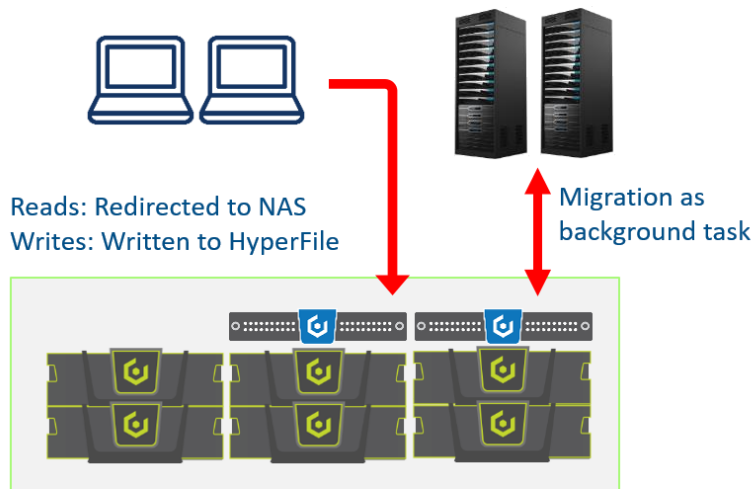 Reads: Redirected to NAS
Writes: Written to HyperFile
Migration as
background task